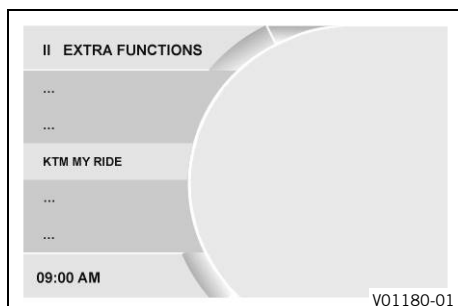 II EXTRA FUNCTIONS
...
...
KTM MY RIDE
...
...
09:00 AM
V01180-01